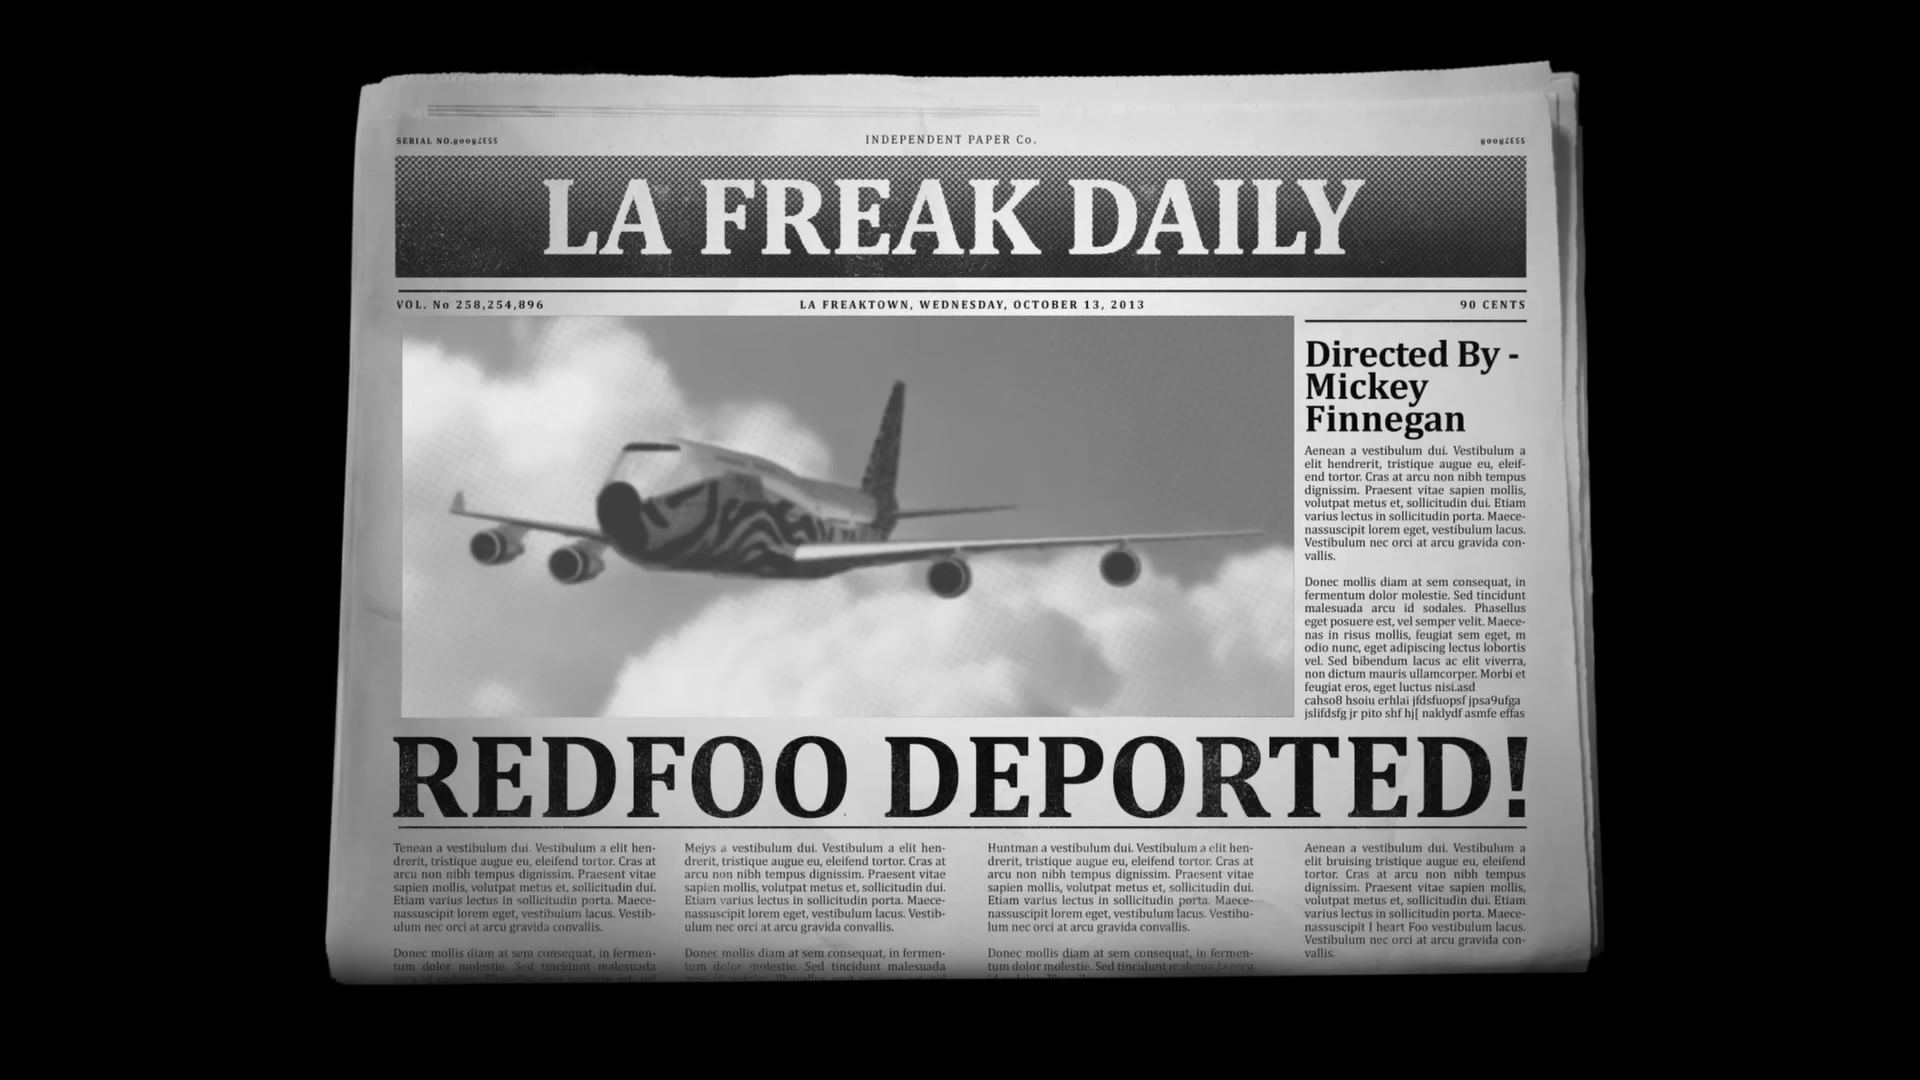 SERIAL NO.
INDEPENDENT PAPER Co.
LA FREAK DAILY
VOL. No 258,254,896
LA FREAKTOWN, WEDNESDAY, OCTOBER 13, 2013
90 CENTS
Directed By -
Mickey
Finnegan
Aenean a vestibulum dui. Vestibulum a
elit hendrerit, tristique augue eu, eleif-
end tortor. Cras at arcu non nibh tempus
dignissim. Praesent vitae sapien mollis,
volutpat metus et, sollicitudin dui. Etiam
varius lectus in sollicitudin porta. Maece-
nassuscipit lorem eget, vestibulum lacus.
Vestibulum nec orci at arcu gravida con-
vallis.
Donec mollis diam at sem consequat, in
fermentum dolor molestie. Sed tincidunt
malesuada arcu id sodales. Phasellus
eget posuere est, vel semper velit. Maece-
nas in risus mollis, feugiat sem eget, m
odio nunc, eget adipiscing lectus lobortis
vel. Sed bibendum lacus ac elit viverra,
non dictum mauris ullamcorper. Morbi et
feugiat eros, eget luctus nisi.asd
cahso8 hsoiu erhlai jfdsfuopsf jpsa9ufga
jslifdsfg jr pito shf hj[ naklydf asmfe effas
REDFOO DEPORTED!
Tenean a vestibulum dui. Vestibulum a elit hen-
drerit, tristique augue eu, eleifend tortor. Cras at
arcu non nibh tempus dignissim. Praesent vitae
sapien mollis, volutpat metus et, sollicitudin dui.
Etiam varius lectus in sollicitudin porta. Maece-
nassuscipit lorem eget, vestibulum lacus. Vestib-
ulum nec orci at arcu gravida convallis.
Donec mollis diam at sem consequat, in fermen-
tum dolor molestie. Sed tincidunt malesuada
Mejys a vestibulum dui. Vestibulum a elit hen-
drerit, tristique augue eu, eleifend tortor. Cras at
arcu non nibh tempus dignissim. Praesent vitae
sapien mollis, volutpat metus et, sollicitudin dui.
Etiam varius lectus in sollicitudin porta. Maece-
nassuscipit lorem eget, vestibulum lacus. Vestib-
ulum nec orci at arcu gravida convallis.
Donec mollis diam at sem consequat, in fermen-
tum dolor molestie. Sed tincidunt malesuada
Huntman a vestibulum dui. Vestibulum a elit hen-
drerit, tristique augue eu, eleifend tortor. Cras at
arcu non nibh tempus dignissim. Praesent vitae
sapien mollis, volutpat metus et, sollicitudin dui.
Etiam varius lectus in sollicitudin porta. Maece-
nassuscipit lorem eget, vestibulum lacus. Vestibu-
lum nec orci at arcu gravida convallis.
Donec mollis diam at sem consequat, in fermen-
tum dolor molestie. Sed tincidunt
Aenean a vestibulum dui. Vestibulum a
elit bruising tristique augue eu, eleifend
tortor. Cras at arcu non nibh tempus
dignissim. Praesent vitae sapien mollis,
volutpat metus et, sollicitudin dui. Etiam
varius lectus in sollicitudin porta. Maece-
nassuscipit I heart Foo vestibulum lacus.
Vestibulum nec orci at arcu gravida con-
vallis.